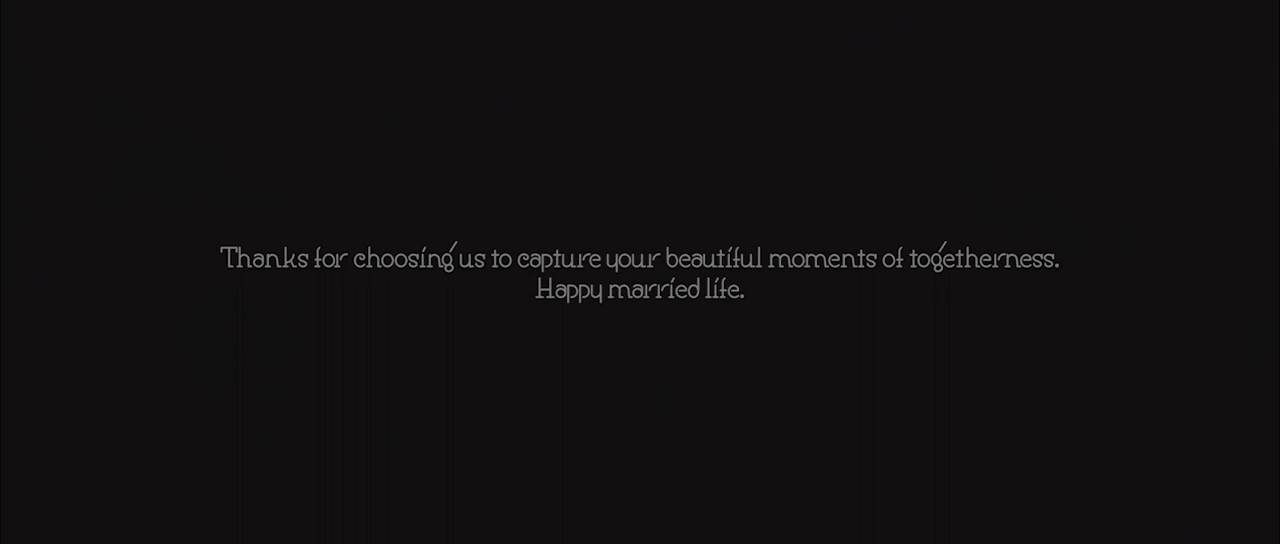 Thanks for choosing us to capture your beautiful moments of togetherness.
Happy married life.